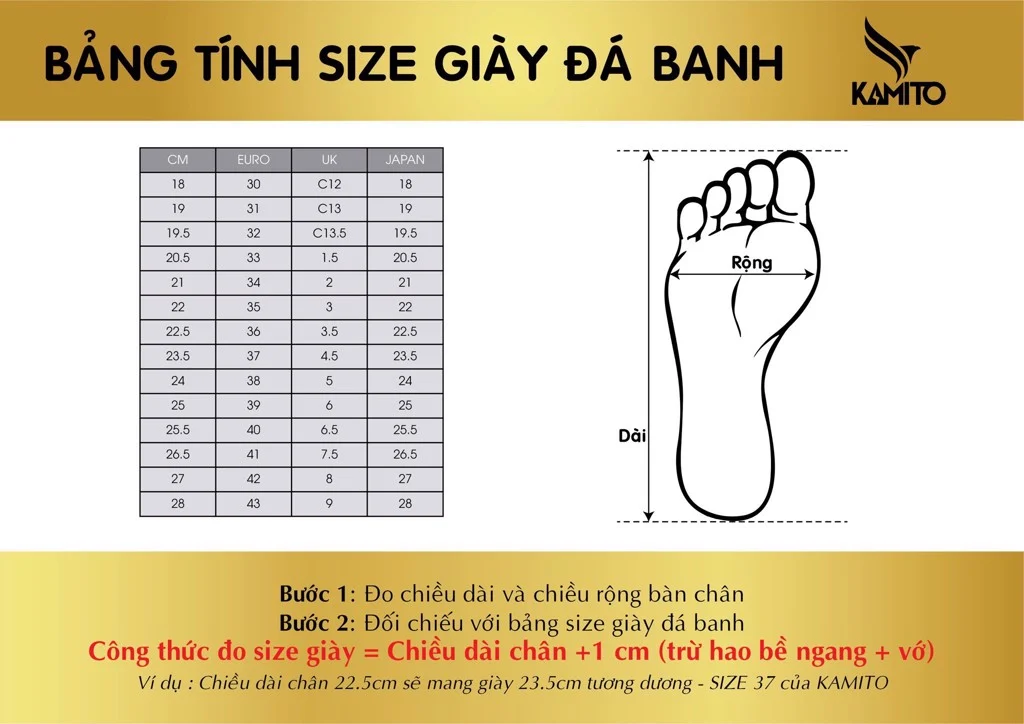 BẢNG TÍNH SIZE GIÀY ĐÁ BANH
KAMITO
CM EURO UK JAPAN
18 30 C12 18
19 31 C13 19
19.5 32 C13.5 19.5
20.5 33 1.5 20.5
21 34 2 21
22 35 3 22
22.5 36 3.5 22.5
23.5 37 4.5 23.5
24 38 5 24
25 39 6 25
25.5 40 6.5 25.5
26.5 41 7.5 26.5
27 42 8 27
28 43 9 28
Rộng
Dài
Bước 1: Đo chiều dài và chiều rộng bàn chân
Bước 2: Đối chiếu với bảng size giày đá banh
Công thức đo size giày = Chiều dài chân +1 cm (trừ hao bề ngang + vớ)
Ví dụ : Chiều dài chân 22.5cm sẽ mang giày 23.5cm tương dương - SIZE 37 của KAMITO